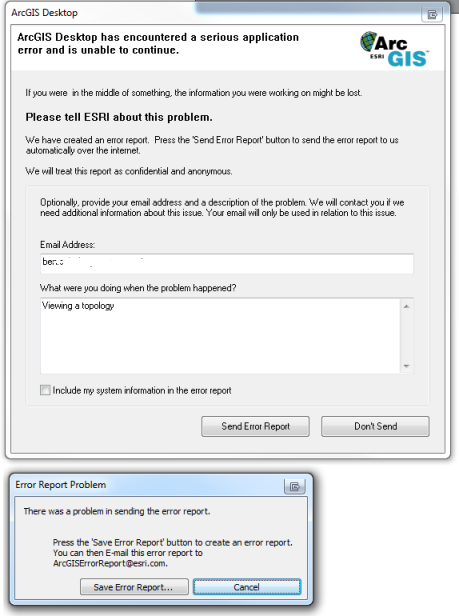 ArcGIS Desktop
ArcGIS Desktop has encountered a serious application
error and is unable to continue.
Arc
ESRI GIS
If you were in the middle of something, the information you were working on might be lost.
Please tell ESRI about this problem.
We have created an error report. Press the 'Send Error Report' button to send the error report to us
automatically over the internet.
We will treat this report as confidential and anonymous.
Optionally, provide your email address and a description of the problem. We will contact you if we
need additional information about this issue. Your email will only be used in relation to this issue.
Email Address:
What were you doing when the problem happened?
Viewing a topology
Include my system information in the error report
Send Error Report
Don't Send
Error Report Problem
There was a problem in sending the error report.
Press the 'Save Error Report' button to create an error report.
You can then E-mail this error report to
ArcGISErrorReport@esri.com.
Save Error Report...
Cancel